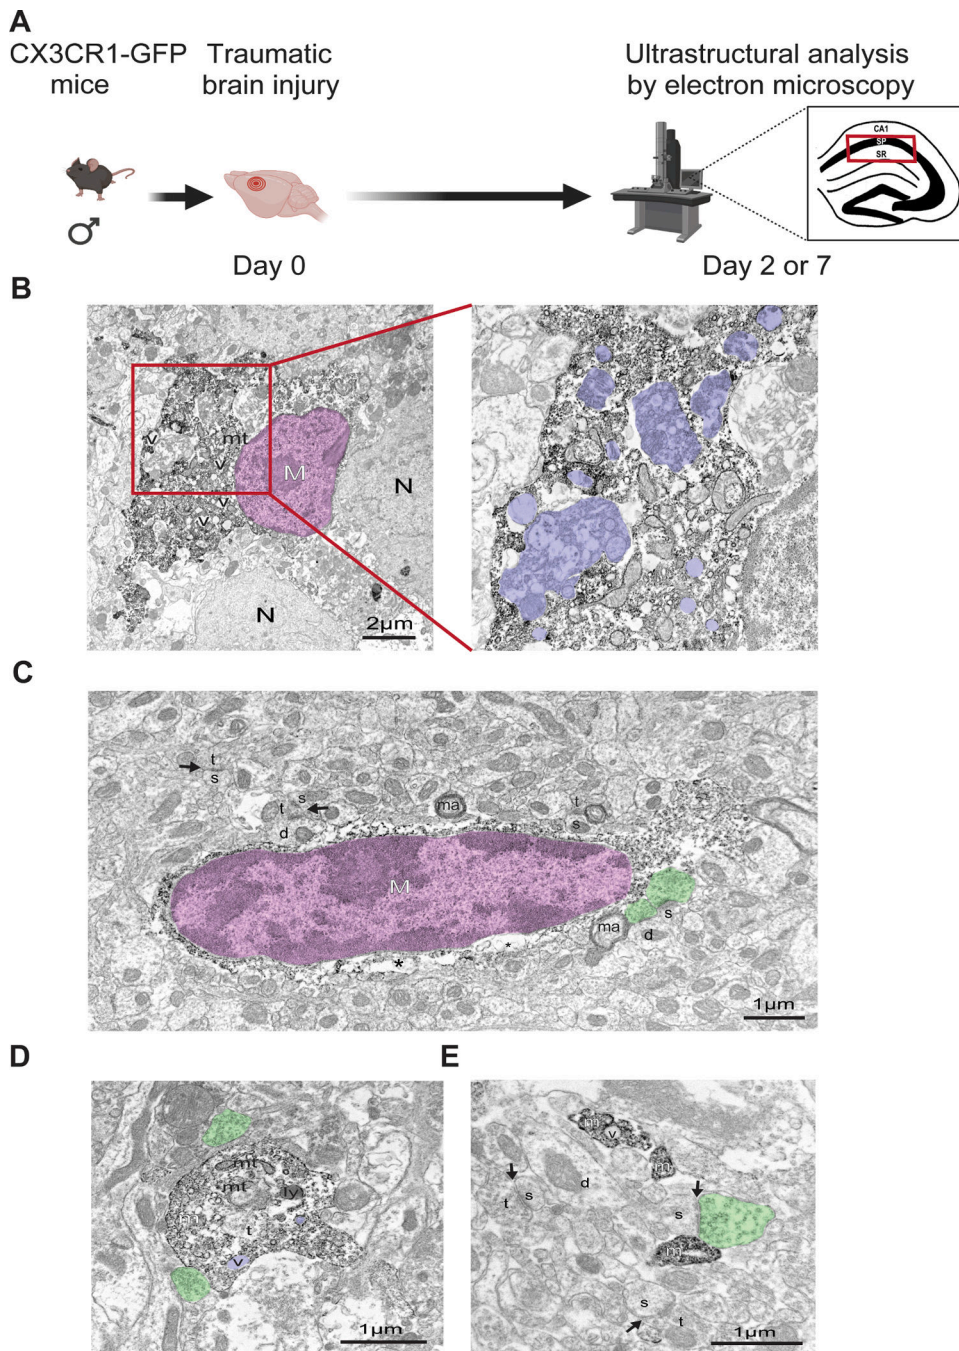 A
CX3CR1-GFP mice
Traumatic brain injury
Ultrastructural analysis by electron microscopy
CA1
SP
SR
Day 0
Day 2 or 7
B
v
mt
v
M
v
v
N
N
2µm
C
t
s
s
t
d
ma
t
s
M
s
ma
d
*
*
1µm
D
mt
mt
ly
m
t
v
1µm
E
m
v
m
d
s
t
s
m
s
t
1µm